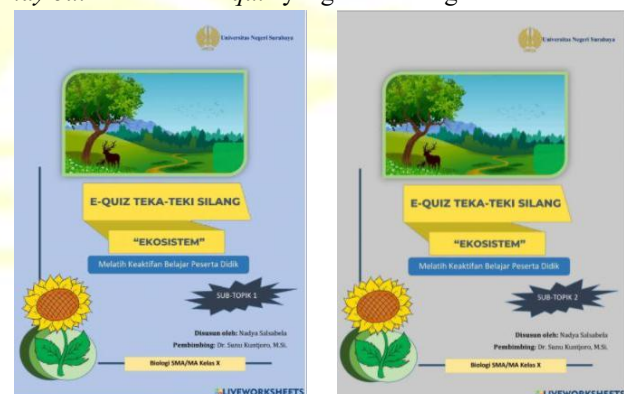 Universitas Negeri Surabaya
E-QUIZ TEKA-TEKI SILANG
"EKOSISTEM"
Melatih Keaktifan Belajar Peserta Didik
SUB-TOPIK 1
Disusun oleh: Nadya Salsabela
Pembimbing: Dr. Sunu Kuntjoro, M.Si.
Biologi SMA/MA Kelas X
LIVEWORKSHEETS
Universitas Negeri Surabaya
E-QUIZ TEKA-TEKI SILANG
"EKOSISTEM"
Melatih Keaktifan Belajar Peserta Didik
SUB-TOPIK 2
Disusun oleh: Nadya Salsabela
Pembimbing: Dr. Sunu Kuntjoro, M.Si.
Biologi SMA/MA Kelas X
LIVEWORKSHEETS